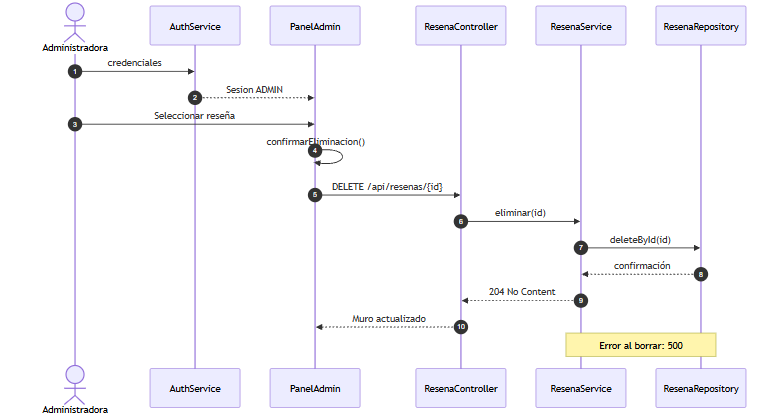 Administradora
AuthService
PanelAdmin
ResenaController
ResenaService
ResenaRepository
1 credenciales
2 Sesion ADMIN
3 Seleccionar reseña
4 confirmarEliminacion()
5 DELETE /api/resenas/{id}
6 eliminar(id)
7 deleteById(id)
8 confirmación
9 204 No Content
10 Muro actualizado
Error al borrar: 500
Administradora
AuthService
PanelAdmin
ResenaController
ResenaService
ResenaRepository